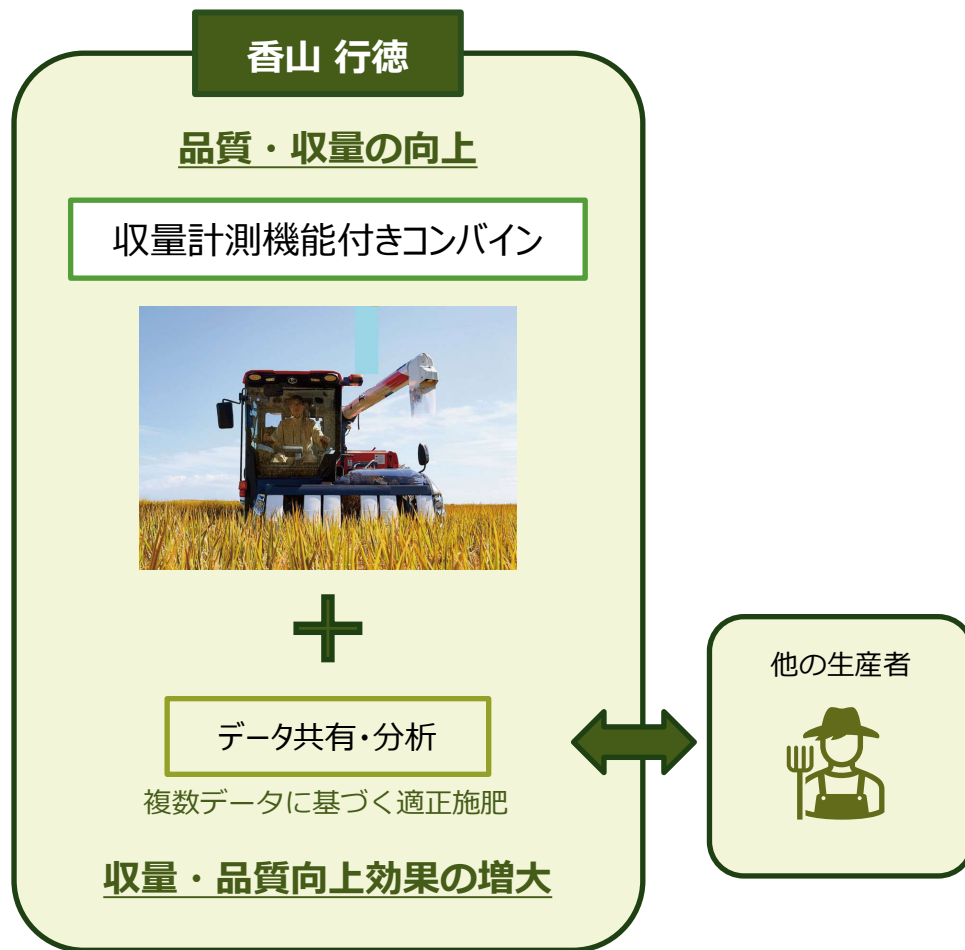 香山 行徳
品質・収量の向上
収量計測機能付きコンバイン
データ共有・分析
複数データに基づく適正施肥
収量・品質向上効果の増大
他の生産者